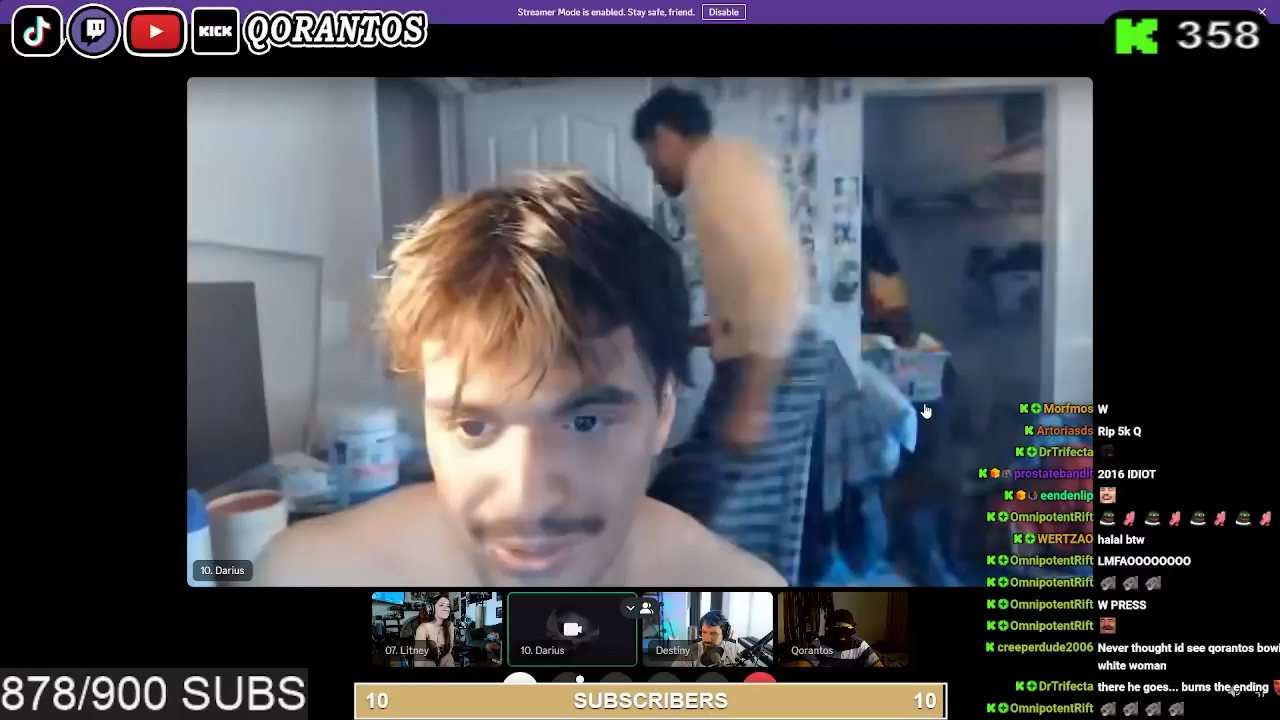 Streamer Mode is enabled. Stay safe, friend. Disable
KICK QORANTOS
358
Morfmos W
Artoriasds Rip 5k Q
DrTrifecta
prostatebandit 2016 IDIOT
eendenlip
OmnipotentRift
WERTZAO halal btw
OmnipotentRift LMFAOOOOOOOO
OmnipotentRift
OmnipotentRift W PRESS
OmnipotentRift
creeperdude2006 Never thought id see qorantos bowi
white woman
DrTrifecta there he goes... burns the ending
OmnipotentRift
10. Darius
07. Litney
10. Darius
Destiny
Qorantos
878/900 SUBS
10 SUBSCRIBERS 10